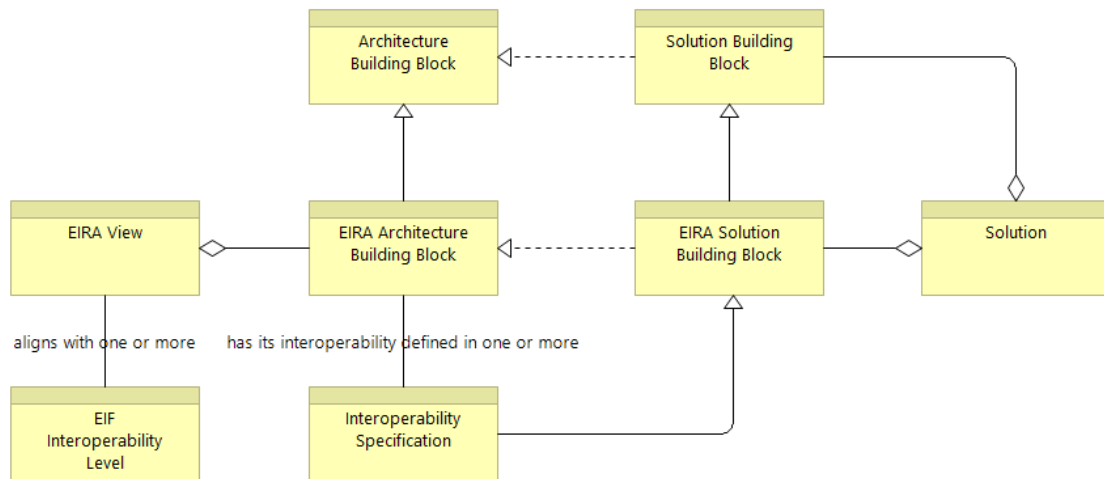 Architecture
Building Block
Solution Building
Block
EIRA View
EIRA Architecture
Building Block
EIRA Solution
Building Block
Solution
aligns with one or more
has its interoperability defined in one or more
EIF
Interoperability
Level
Interoperability
Specification